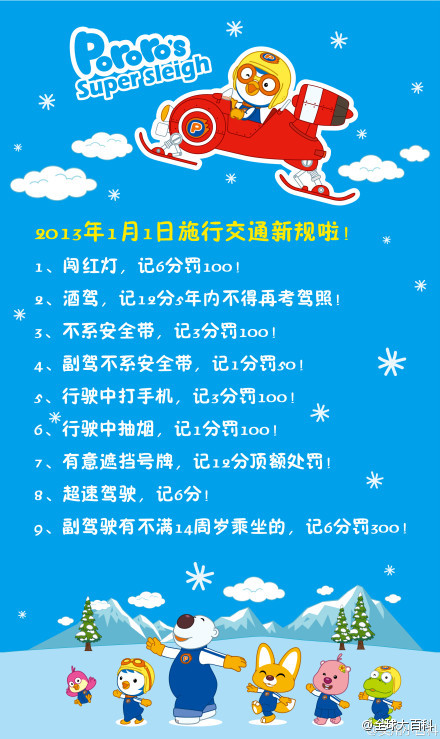 Pororo's
Super sleigh
P
2013年1月1日施行交通新规啦！
1、闯红灯，记6分罚100！
2、酒驾，记12分5年内不得再考驾照！
3、不系安全带，记3分罚100！
4、副驾不系安全带，记1分罚50！
5、行驶中打手机，记3分罚100！
6、行驶中抽烟，记1分罚100！
7、有意遮挡号牌，记12分顶额处罚！
8、超速驾驶，记6分！
9、副驾驶有不满14周岁乘坐的，记6分罚300！
@全球大百科